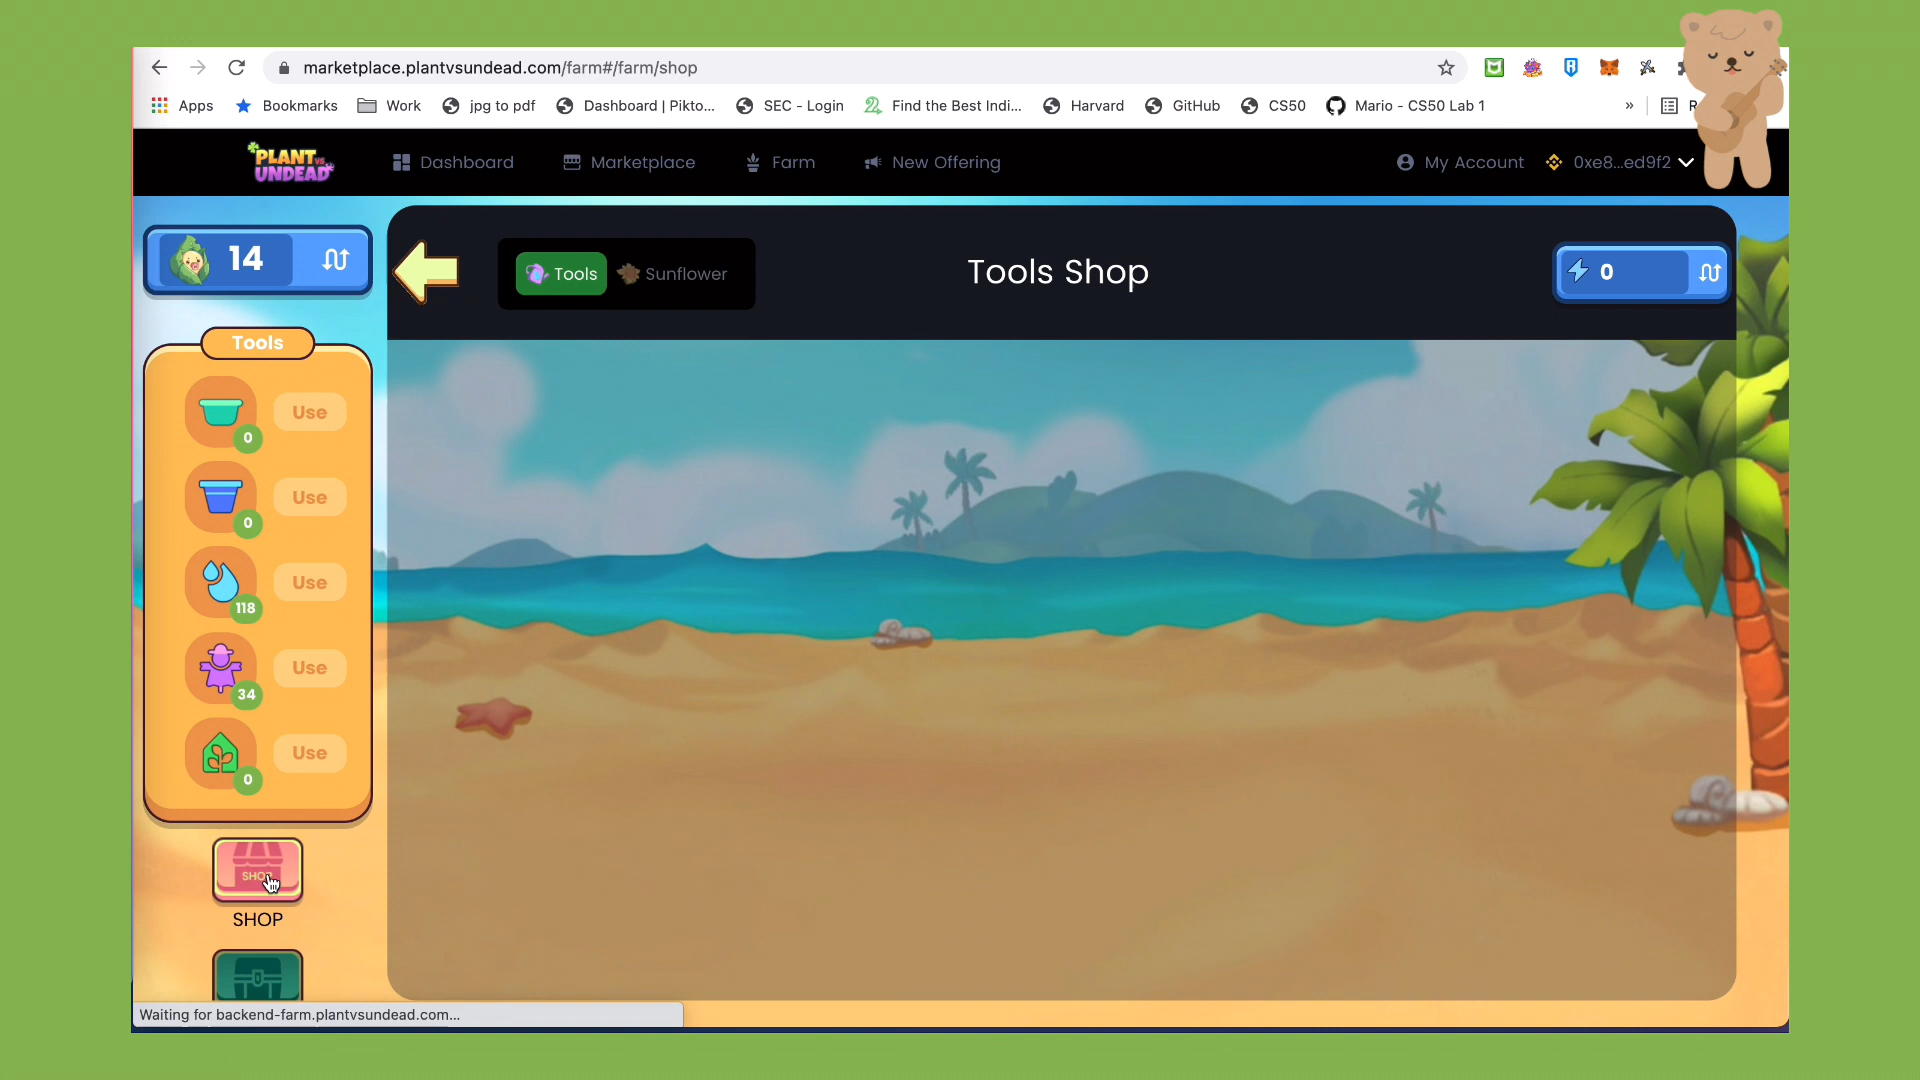 marketplace.plantvsundead.com/farm#/farm/shop
Apps Bookmarks Work jpg to pdf Dashboard | Pikto... SEC - Login Find the Best Indi... Harvard GitHub CS50 Mario - CS50 Lab 1 »
PLANT VS UNDEAD
Dashboard Marketplace Farm New Offering My Account 0xe8...ed9f2
14
Tools Sunflower
Tools Shop
0
Tools
Use
0
Use
0
Use
118
Use
34
Use
0
SHOP
SHOP
Waiting for backend-farm.plantvsundead.com...